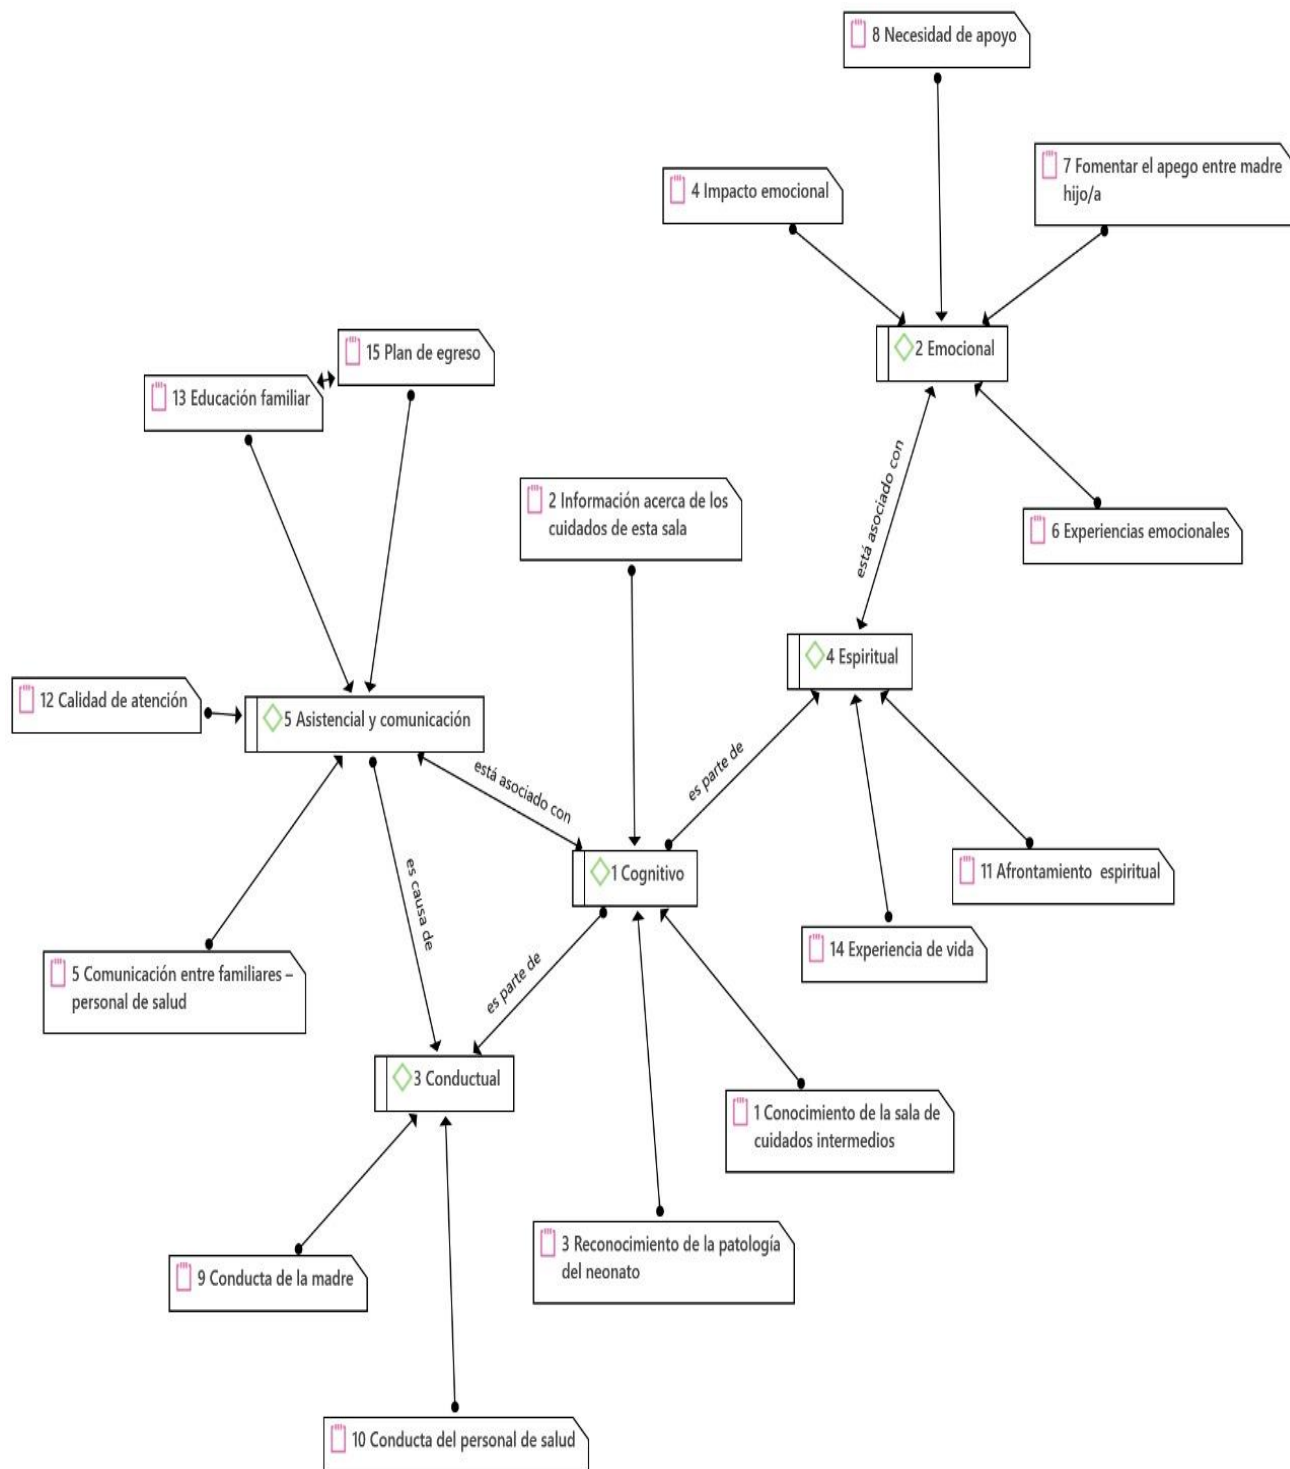 8 Necesidad de apoyo
7 Fomentar el apego entre madre
hijo/a
4 Impacto emocional
2 Emocional
15 Plan de egreso
13 Educación familiar
está asociado con
2 Información acerca de los
cuidados de esta sala
6 Experiencias emocionales
4 Espiritual
12 Calidad de atención
5 Asistencial y comunicación
está asociado con
es parte de
1 Cognitivo
11 Afrontamiento  espiritual
es causa de
14 Experiencia de vida
5 Comunicación entre familiares –
personal de salud
es parte de
3 Conductual
1 Conocimiento de la sala de
cuidados intermedios
3 Reconocimiento de la patología
del neonato
9 Conducta de la madre
10 Conducta del personal de salud